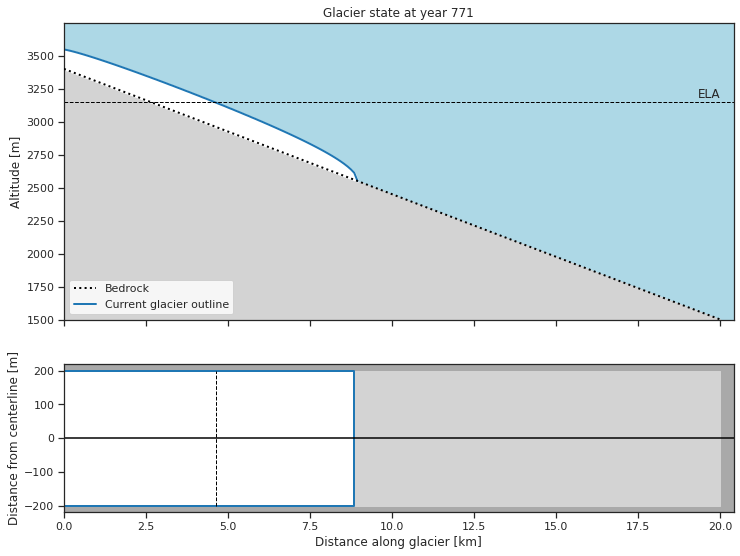 Glacier state at year 771
3500
3250
3000
2750
2500
2250
2000
1750
1500
Altitude [m]
ELA
Bedrock
Current glacier outline
200
100
0
−100
−200
Distance from centerline [m]
0.0 2.5 5.0 7.5 10.0 12.5 15.0 17.5 20.0
Distance along glacier [km]